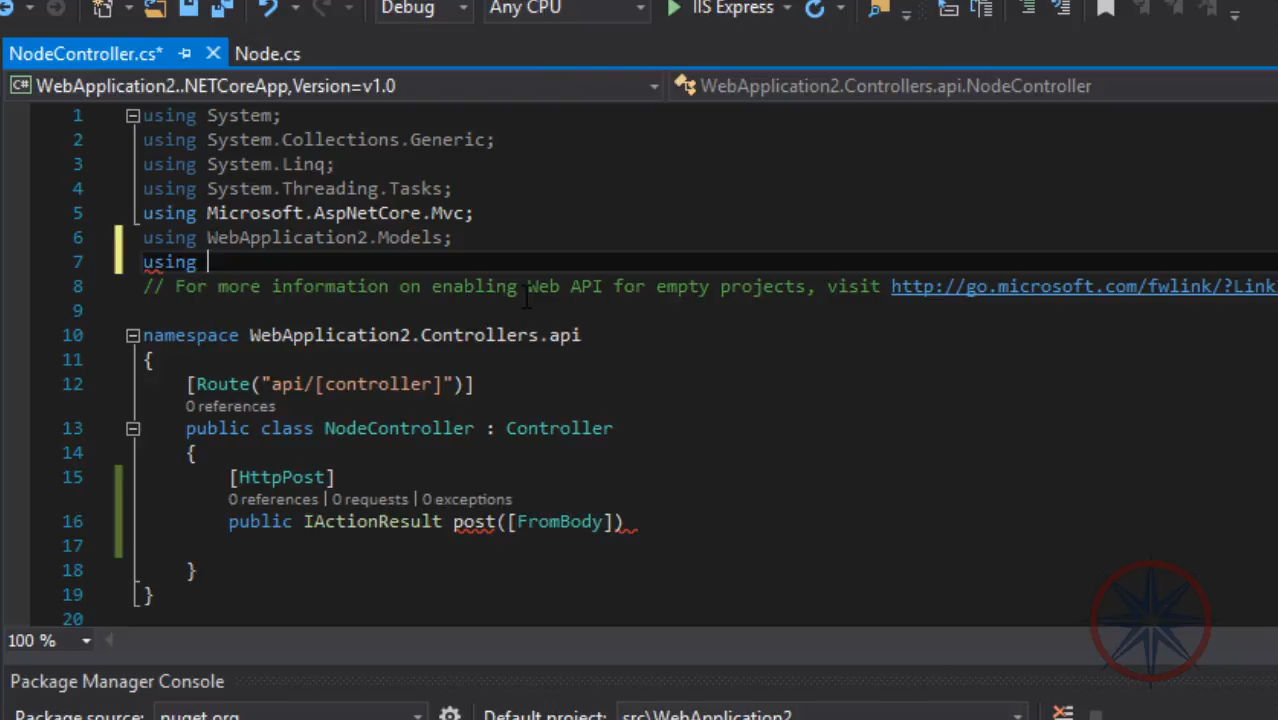 Debug Any CPU IIS Express
NodeController.cs* Node.cs
C# WebApplication2..NETCoreApp,Version=v1.0 WebApplication2.Controllers.api.NodeController
1 using System;
2 using System.Collections.Generic;
3 using System.Linq;
4 using System.Threading.Tasks;
5 using Microsoft.AspNetCore.Mvc;
6 using WebApplication2.Models;
7 using
8 // For more information on enabling Web API for empty projects, visit http://go.microsoft.com/fwlink/?Link
9
10 namespace WebApplication2.Controllers.api
11 {
12 [Route("api/[controller]")]
0 references
13 public class NodeController : Controller
14 {
15 [HttpPost]
0 references | 0 requests | 0 exceptions
16 public IActionResult post([FromBody])
17
18 }
19 }
20
100 %
Package Manager Console
Package source: nuget.org Default project: src\WebApplication2